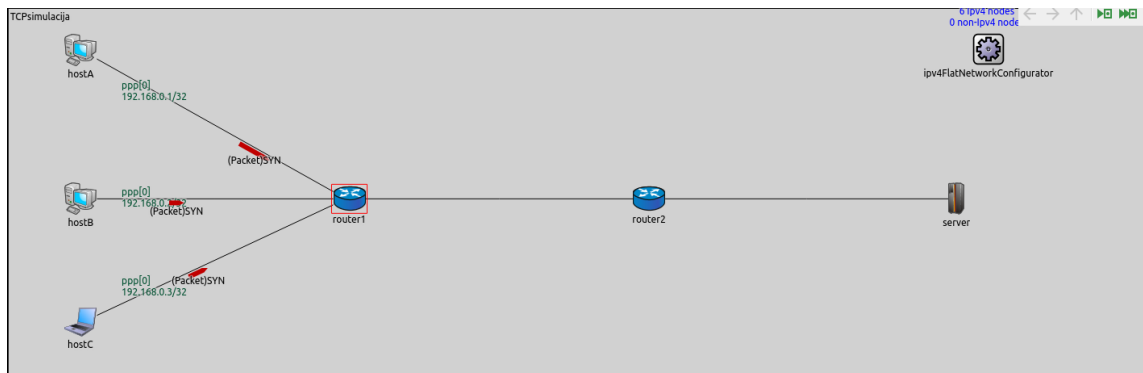 TCPsimulacija
6 Ipv4 nodes
0 non-Ipv4 node
hostA
ipv4FlatNetworkConfigurator
ppp[0]
192.168.0.1/32
(Packet)SYN
ppp[0]
(Packet)SYN
hostB
router1
router2
server
ppp[0]
(Packet)SYN
192.168.0.3/32
hostC